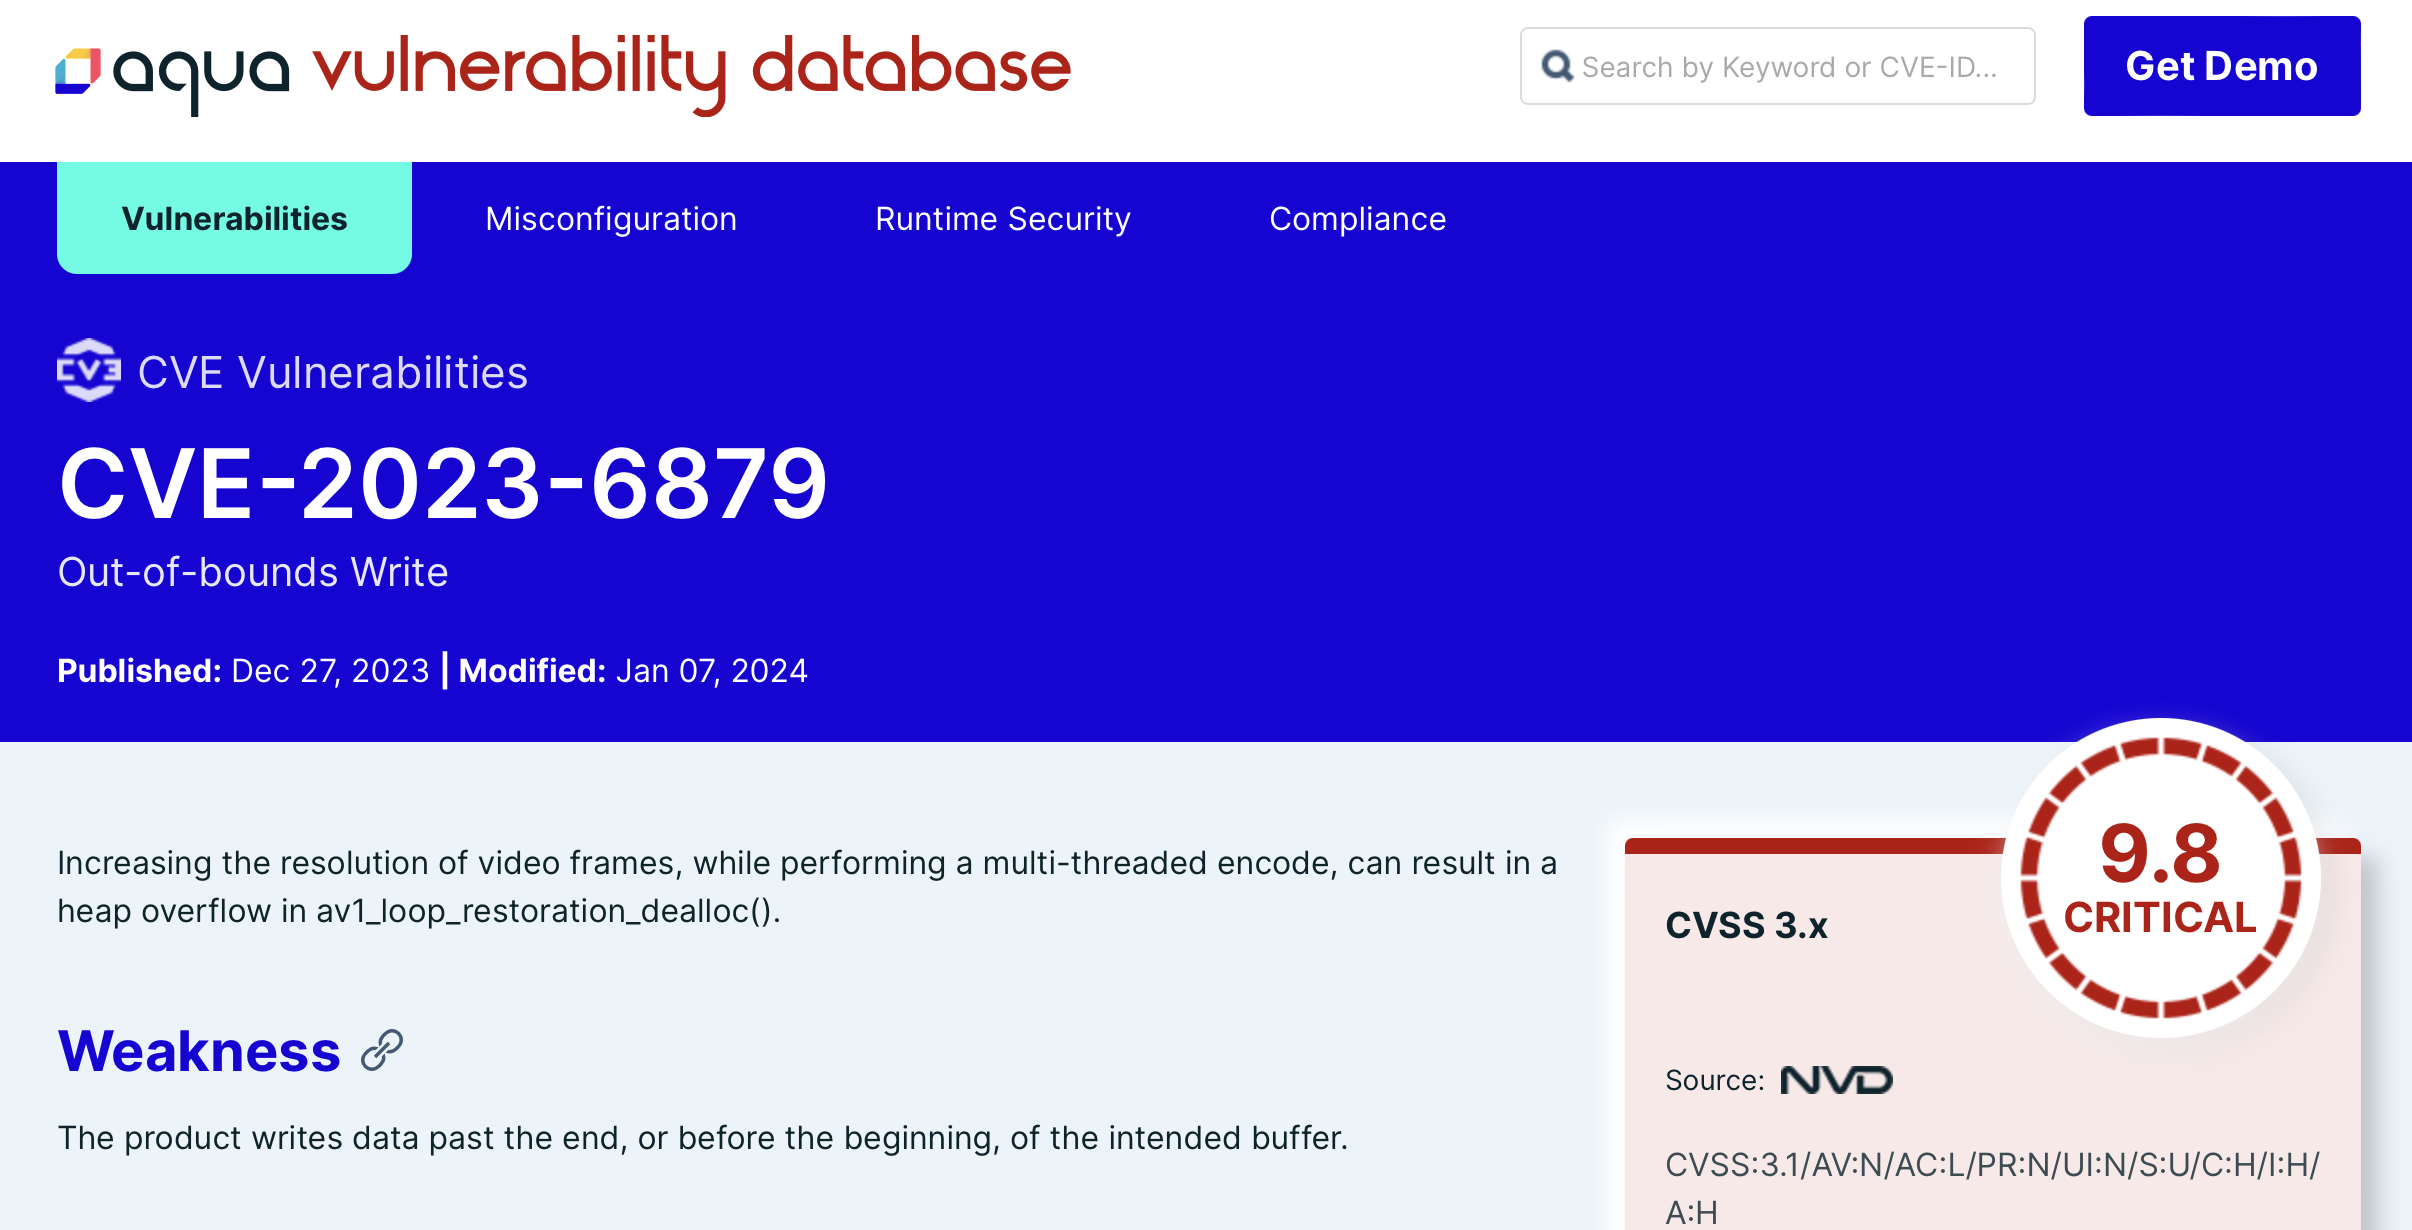 aqua vulnerability database
Search by Keyword or CVE-ID...
Get Demo
Vulnerabilities
Misconfiguration
Runtime Security
Compliance
CVE
CVE Vulnerabilities
CVE-2023-6879
Out-of-bounds Write
Published: Dec 27, 2023 | Modified: Jan 07, 2024
Increasing the resolution of video frames, while performing a multi-threaded encode, can result in a
heap overflow in av1_loop_restoration_dealloc().
Weakness
The product writes data past the end, or before the beginning, of the intended buffer.
9.8
CRITICAL
CVSS 3.x
Source: NVD
CVSS:3.1/AV:N/AC:L/PR:N/UI:N/S:U/C:H/I:H/
A:H